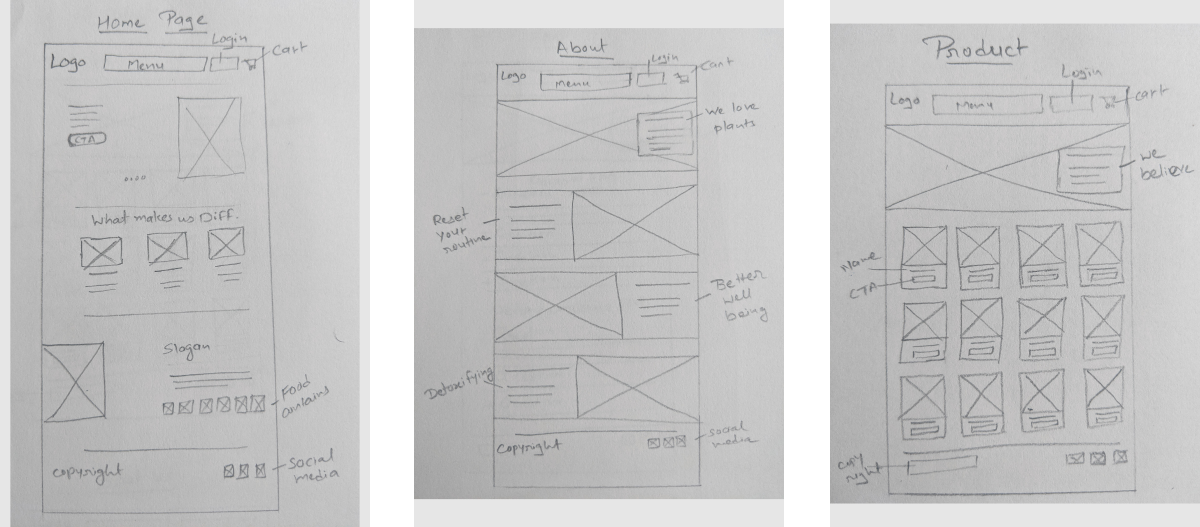 Home Page
Login
Cart
Logo
Menu
CTA
What makes us Diff.
Slogan
Food
contains
Copyright
Social
media
About
Login
Cart
Logo
Menu
We love
plants
Reset
your
routine
Better
well
being
Detoxifying
Copyright
Social
media
Product
Login
Cart
Logo
Menu
We
believe
Name
CTA
Copy
right